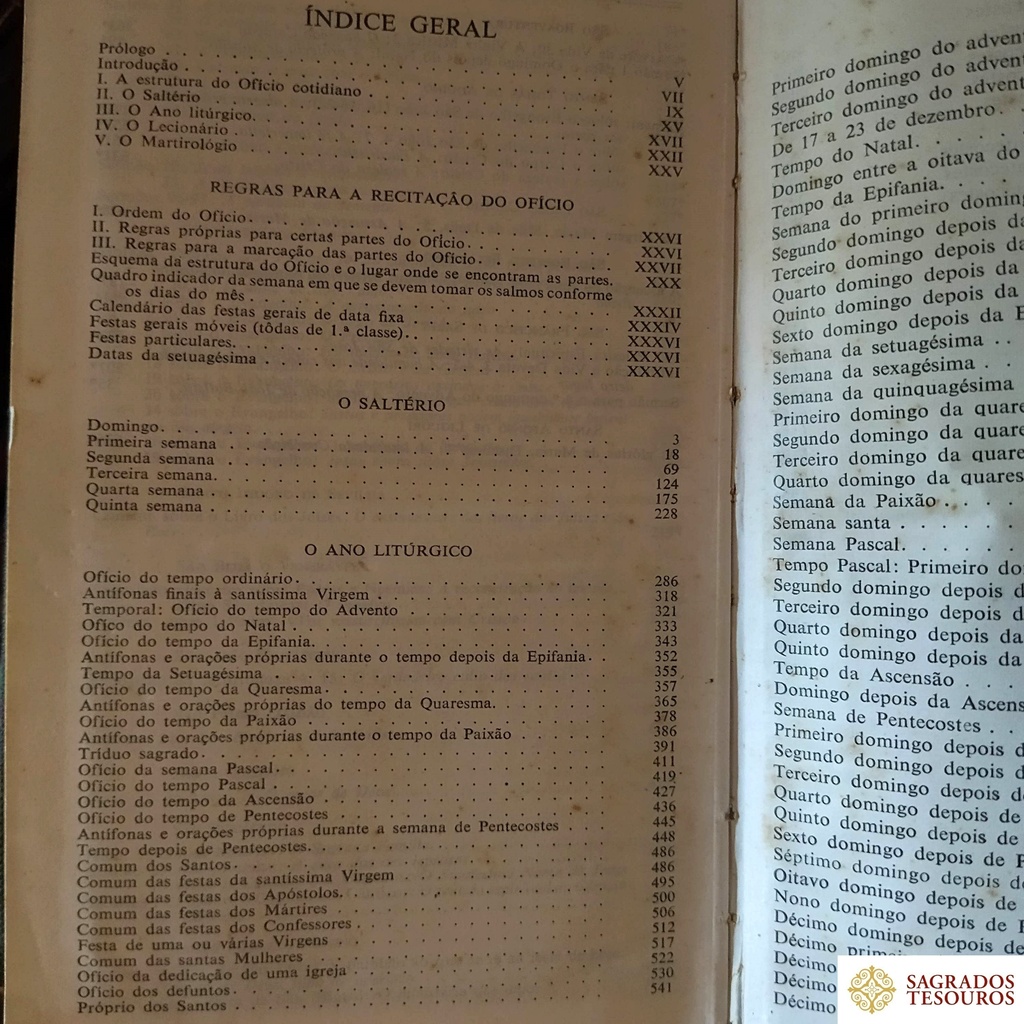 ÍNDICE GERAL
Prólogo . . . V
Introdução . . . VII
I. A estrutura do Ofício cotidiano . . . IX
II. O Saltério . . . XV
III. O Ano litúrgico. . . . XVII
IV. O Lecionário . . . XXII
V. O Martirológio . . . XXV
REGRAS PARA A RECITAÇÃO DO OFÍCIO
I. Ordem do Ofício. . . . XXVI
II. Regras próprias para certas partes do Ofício. . . . XXVI
III. Regras para a marcação das partes do Ofício. . . . XXVII
Esquema da estrutura do Ofício e o lugar onde se encontram as partes. XXX
Quadro indicador da semana em que se devem tomar os salmos conforme
os dias do mês . . . XXXII
Calendário das festas gerais de data fixa . . . XXXIV
Festas gerais móveis (tôdas de 1.ª classe). . . . XXXVI
Festas particulares. . . . XXXVI
Datas da setuagésima . . . XXXVI
O SALTÉRIO
Domingo. . . . 3
Primeira semana . . . 18
Segunda semana . . . 69
Terceira semana. . . . 124
Quarta semana . . . 175
Quinta semana . . . 228
O ANO LITÚRGICO
Ofício do tempo ordinário. . . . 286
Antífonas finais à santíssima Virgem . . . 318
Temporal: Ofício do tempo do Advento . . . 321
Ofico do tempo do Natal . . . 333
Ofício do tempo da Epifania. . . . 343
Antífonas e orações próprias durante o tempo depois da Epifania. . 352
Tempo da Setuagésima . . . 355
Ofício do tempo da Quaresma. . . . 357
Antífonas e orações próprias do tempo da Quaresma. . . . 365
Ofício do tempo da Paixão . . . 378
Antífonas e orações próprias durante o tempo da Paixão . . . 386
Tríduo sagrado. . . . 391
Ofício da semana Pascal. . . . 411
Ofício do tempo Pascal . . . 419
Ofício do tempo da Ascensão . . . 427
Ofício do tempo de Pentecostes . . . 436
Antífonas e orações próprias durante a semana de Pentecostes . . . 445
Tempo depois de Pentecostes. . . . 448
Comum dos Santos. . . . 486
Comum das festas da santíssima Virgem . . . 486
Comum das festas dos Apóstolos. . . . 495
Comum das festas dos Mártires . . . 500
Comum das festas dos Confessores . . . 506
Festa de uma ou várias Virgens . . . 512
Comum das santas Mulheres . . . 517
Ofício da dedicação de uma igreja . . . 522
Ofício dos defuntos. . . . 530
Próprio dos Santos . . . 541
Primeiro domingo do adven
Segundo domingo do adven
Terceiro domingo do advent
De 17 a 23 de dezembro. .
Tempo do Natal. . . .
Domingo entre a oitava do
Tempo da Epifania. . .
Semana do primeiro doming
Segundo domingo depois da
Terceiro domingo depois da
Quarto domingo depois da
Quinto domingo depois da
Sexto domingo depois da E
Semana da setuagésima . .
Semana da sexagésima . .
Semana da quinquagésima
Primeiro domingo da quare
Segundo domingo da quare
Terceiro domingo da quare
Quarto domingo da quares
Semana da Paixão . . .
Semana santa . . . .
Semana Pascal. . . . .
Tempo Pascal: Primeiro do
Segundo domingo depois d
Terceiro domingo depois d
Quarto domingo depois da
Quinto domingo depois da
Tempo da Ascensão . . .
Domingo depois da Ascens
Semana de Pentecostes . .
Primeiro domingo depois d
Segundo domingo depois d
Terceiro domingo depois d
Quarto domingo depois de
Quinto domingo depois de
Sexto domingo depois de P
Séptimo domingo depois de
Oitavo domingo depois de
Nono domingo depois de P
Décimo domingo depois de
Décimo prime
Décimo
Décimo
SAGRADOS
TESOUROS